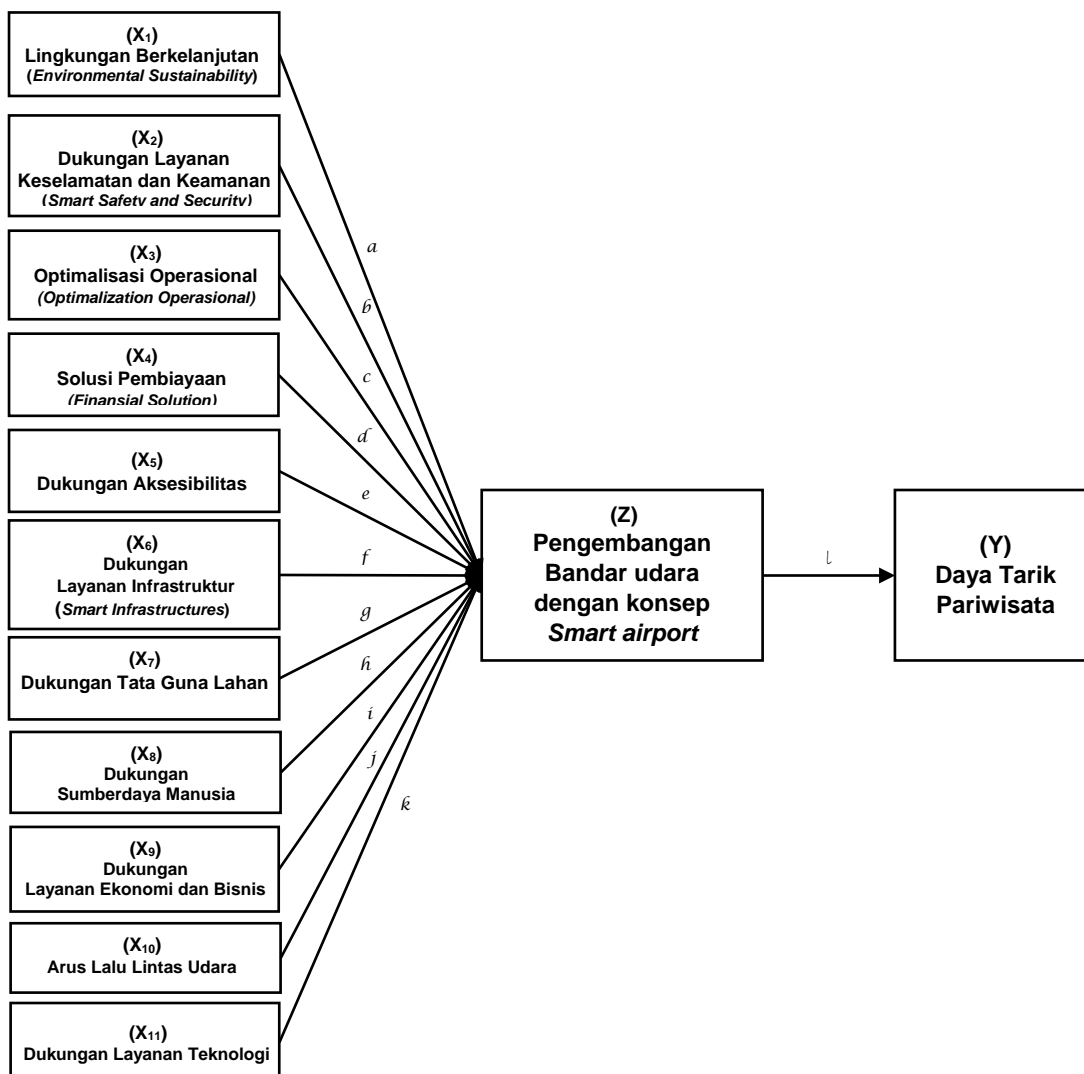 (X₁)
Lingkungan Berkelanjutan
(Environmental Sustainability)
(X₂)
Dukungan Layanan
Keselamatan dan Keamanan
(Smart Safety and Security)
(X₃)
Optimalisasi Operasional
(Optimalization Operasional)
(X₄)
Solusi Pembiayaan
(Finansial Solution)
(X₅)
Dukungan Aksesibilitas
(X₆)
Dukungan
Layanan Infrastruktur
(Smart Infrastructures)
(X₇)
Dukungan Tata Guna Lahan
(X₈)
Dukungan
Sumberdaya Manusia
(X₉)
Dukungan
Layanan Ekonomi dan Bisnis
(X₁₀)
Arus Lalu Lintas Udara
(X₁₁)
Dukungan Layanan Teknologi
a
b
c
d
e
f
g
h
i
j
k
(Z)
Pengembangan
Bandar udara
dengan konsep
Smart airport
l
(Y)
Daya Tarik
Pariwisata